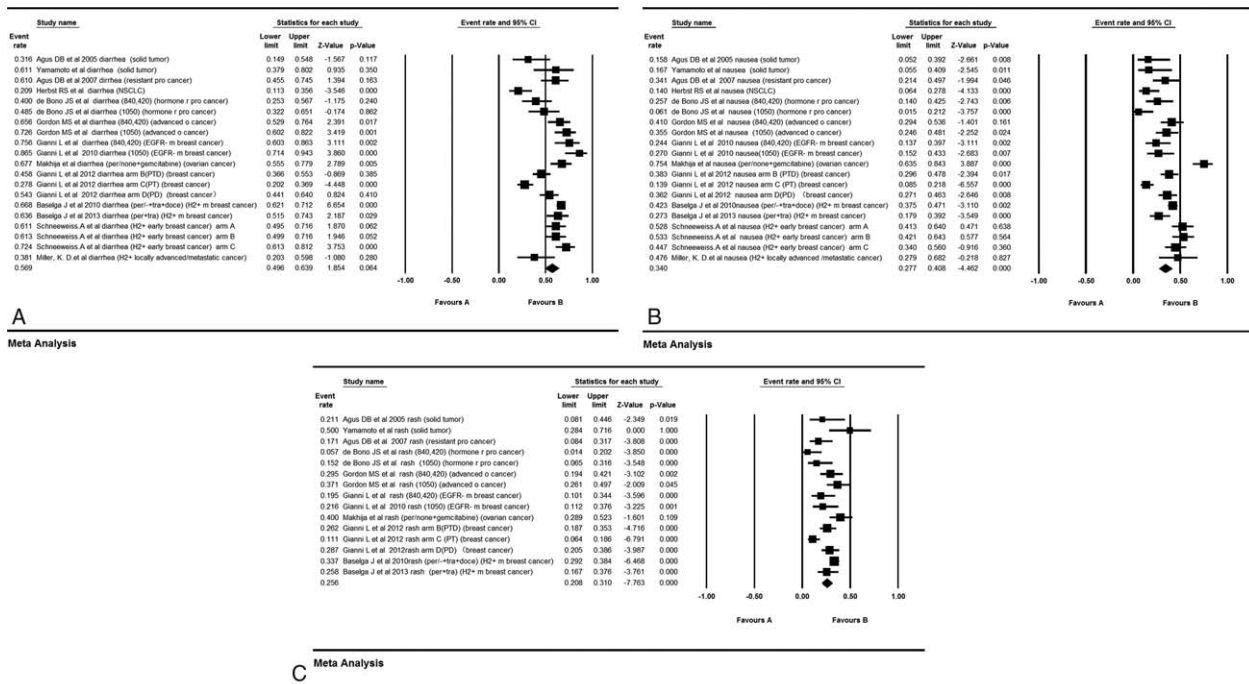 Study name Statistics for each study Event rate and 95% CI
Event rate Lower limit Upper limit Z-Value p-Value
0.316 Agus DB et al 2005 diarrhea (solid tumor) 0.149 0.548 -1.567 0.117
0.611 Yamamoto et al diarrhea (solid tumor) 0.379 0.802 0.935 0.350
0.610 Agus DB et al 2007 dirrhea (resistant pro cancer) 0.455 0.745 1.394 0.163
0.209 Herbst RS et al diarrhea (NSCLC) 0.113 0.356 -3.546 0.000
0.400 de Bono JS et al diarrhea (840,420) (hormone r pro cancer) 0.253 0.567 -1.175 0.240
0.485 de Bono JS et al diarrhea (1050) (hormone r pro cancer) 0.322 0.651 -0.174 0.862
0.656 Gordon MS et al diarrhea (840,420) (advanced o cancer) 0.529 0.764 2.391 0.017
0.726 Gordon MS et al diarrhea (1050) (advanced o cancer) 0.602 0.822 3.419 0.001
0.756 Gianni L et al diarrhea (840,420) (EGFR- m breast cancer) 0.603 0.863 3.111 0.002
0.865 Gianni L et al 2010 diarrhea (1050) (EGFR- m breast cancer) 0.714 0.943 3.860 0.000
0.677 Makhija et al diarrhea (per/none+gemcitabine) (ovarian cancer) 0.555 0.779 2.789 0.005
0.458 Gianni L et al 2012 diarrhea arm B(PTD) (breast cancer) 0.366 0.553 -0.869 0.385
0.278 Gianni L et al 2012 diarrhea arm C(PT) (breast cancer) 0.202 0.369 -4.448 0.000
0.543 Gianni L et al 2012 diarrhea arm D(PD) (breast cancer) 0.441 0.640 0.824 0.410
0.668 Baselga J et al 2010 diarrhea (per/-+tra+doce) (H2+ m breast cancer) 0.621 0.712 6.654 0.000
0.636 Baselga J et al 2013 diarrhea (per+tra) (H2+ m breast cancer) 0.515 0.743 2.187 0.029
0.611 Schneeweiss.A et al diarrhea (H2+ early breast cancer) arm A 0.495 0.716 1.870 0.062
0.613 Schneeweiss.A et al diarrhea (H2+ early breast cancer) arm B 0.499 0.716 1.946 0.052
0.724 Schneeweiss.A et al diarrhea (H2+ early breast cancer) arm C 0.613 0.812 3.753 0.000
0.381 Miller, K. D.et al diarrhea (H2+ locally advanced/metastatic cancer) 0.203 0.598 -1.080 0.280
0.569 0.496 0.639 1.854 0.064
-1.00 -0.50 0.00 0.50 1.00
Favours A Favours B
A
Meta Analysis
Study name Statistics for each study Event rate and 95% CI
Event rate Lower limit Upper limit Z-Value p-Value
0.158 Agus DB et al 2005 nausea (solid tumor) 0.052 0.392 -2.661 0.008
0.167 Yamamoto et al nausea (solid tumor) 0.055 0.409 -2.545 0.011
0.341 Agus DB et al 2007 nausea (resistant pro cancer) 0.214 0.497 -1.994 0.046
0.140 Herbst RS et al nausea (NSCLC) 0.064 0.278 -4.133 0.000
0.257 de Bono JS et al nausea (840,420) (hormone r pro cancer) 0.140 0.425 -2.743 0.006
0.061 de Bono JS et al nausea (1050) (hormone r pro cancer) 0.015 0.212 -3.757 0.000
0.410 Gordon MS et al nausea (840,420) (advanced o cancer) 0.294 0.536 -1.401 0.161
0.355 Gordon MS et al nausea (1050) (advanced o cancer) 0.246 0.481 -2.252 0.024
0.244 Gianni L et al 2010 nausea (840,420) (EGFR- m breast cancer) 0.137 0.397 -3.111 0.002
0.270 Gianni L et al 2010 nausea(1050) (EGFR- m breast cancer) 0.152 0.433 -2.683 0.007
0.754 Makhija et al nausea (per/none+gemcitabine) (ovarian cancer) 0.635 0.843 3.887 0.000
0.383 Gianni L et al 2012 nausea arm B (PTD) (breast cancer) 0.296 0.478 -2.394 0.017
0.139 Gianni L et al 2012 nausea arm C (PT) (breast cancer) 0.085 0.218 -6.557 0.000
0.362 Gianni L et al 2012 nausea arm D(PD) (breast cancer) 0.271 0.463 -2.646 0.008
0.423 Baselga J et al 2010nausea (per/-+tra+doce) (H2+ m breast cancer) 0.375 0.471 -3.110 0.002
0.273 Baselga J et al 2013 nausea (per+tra) (H2+ m breast cancer) 0.179 0.392 -3.549 0.000
0.528 Schneeweiss.A et al nausea (H2+ early breast cancer) arm A 0.413 0.640 0.471 0.638
0.533 Schneeweiss.A et al nausea (H2+ early breast cancer) arm B 0.421 0.643 0.577 0.564
0.447 Schneeweiss.A et al nausea (H2+ early breast cancer) arm C 0.340 0.560 -0.916 0.360
0.476 Miller, K. D.et al nausea (H2+ locally advanced /metastatic cancer) 0.279 0.682 -0.218 0.827
0.340 0.277 0.408 -4.462 0.000
-1.00 -0.50 0.00 0.50 1.00
Favours A Favours B
B
Meta Analysis
Study name Statistics for each study Event rate and 95% CI
Event rate Lower limit Upper limit Z-Value p-Value
0.211 Agus DB et al 2005 rash (solid tumor) 0.081 0.446 -2.349 0.019
0.500 Yamamoto et al rash (solid tumor) 0.284 0.716 0.000 1.000
0.171 Agus DB et al 2007 rash (resistant pro cancer) 0.084 0.317 -3.808 0.000
0.057 de Bono JS et al rash (840,420) (hormone r pro cancer) 0.014 0.202 -3.850 0.000
0.152 de Bono JS et al rash (1050) (hormone r pro cancer) 0.065 0.316 -3.548 0.000
0.295 Gordon MS et al rash (840,420) (advanced o cancer) 0.194 0.421 -3.102 0.002
0.371 Gordon MS et al rash (1050) (advanced o cancer) 0.261 0.497 -2.009 0.045
0.195 Gianni L et al rash (840,420) (EGFR- m breast cancer) 0.101 0.344 -3.596 0.000
0.216 Gianni L et al 2010 rash (1050) (EGFR- m breast cancer) 0.112 0.376 -3.225 0.001
0.400 Makhija et al rash (per/none+gemcitabine) (ovarian cancer) 0.289 0.523 -1.601 0.109
0.262 Gianni L et al 2012 rash arm B(PTD) (breast cancer) 0.187 0.353 -4.716 0.000
0.111 Gianni L et al 2012 rash arm C (PT) (breast cancer) 0.064 0.186 -6.791 0.000
0.287 Gianni L et al 2012rash arm D(PD) (breast cancer) 0.205 0.386 -3.987 0.000
0.337 Baselga J et al 2010rash (per/-+tra+doce) (H2+ m breast cancer) 0.292 0.384 -6.468 0.000
0.258 Baselga J et al 2013 rash (per+tra) (H2+ m breast cancer) 0.167 0.376 -3.761 0.000
0.256 0.208 0.310 -7.763 0.000
-1.00 -0.50 0.00 0.50 1.00
Favours A Favours B
C
Meta Analysis